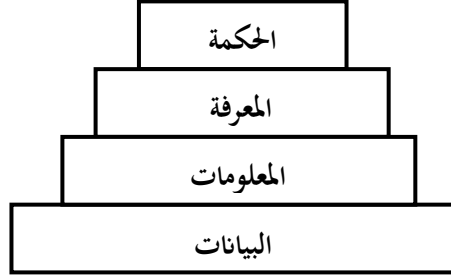 الحكمة
المعرفة
المعلومات
البيانات